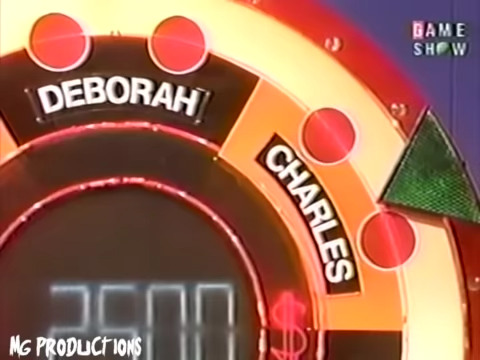 GAME
SHOW
DEBORAH
CHARLES
2500
$
MG PRODUCTIONS